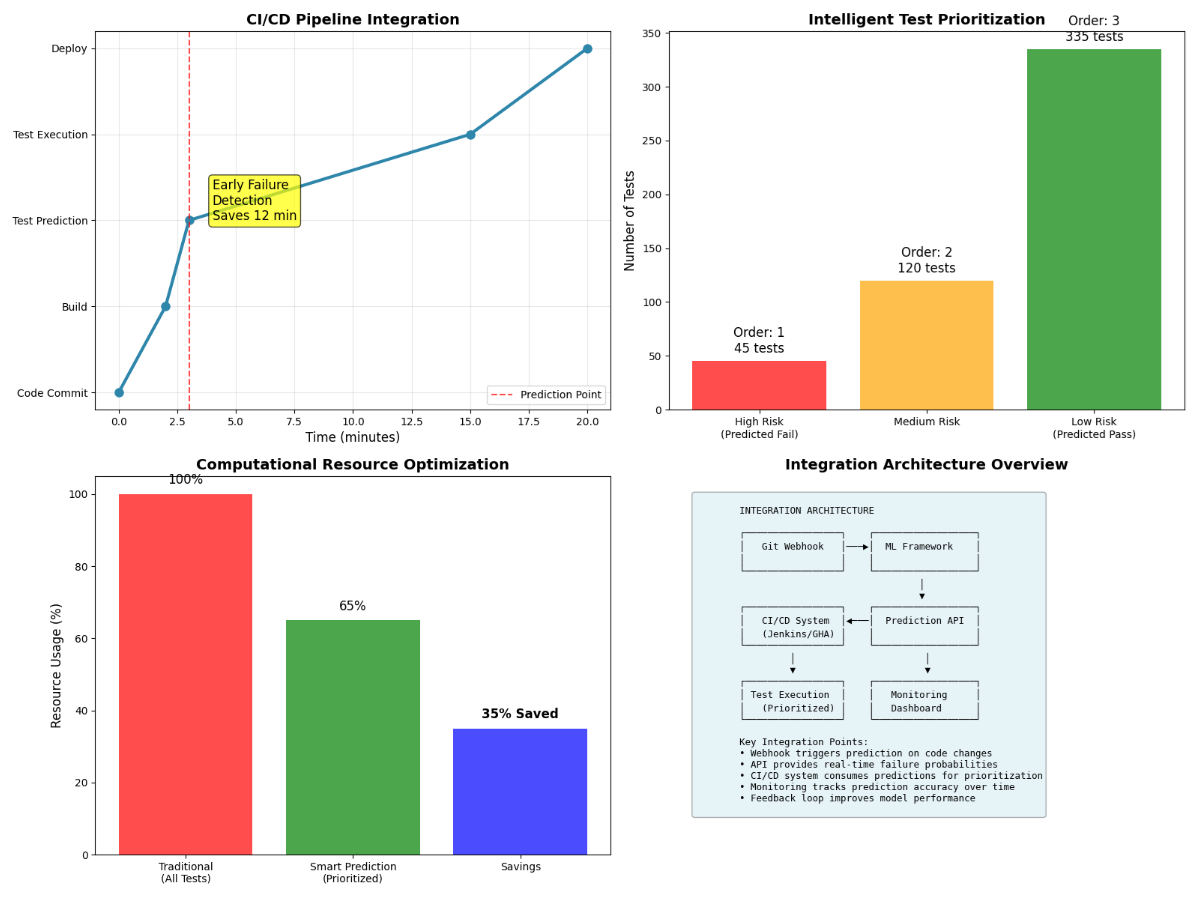 CI/CD Pipeline Integration
Deploy
Test Execution
Test Prediction
Build
Code Commit
Early Failure
Detection
Saves 12 min
Prediction Point
0.0 2.5 5.0 7.5 10.0 12.5 15.0 17.5 20.0
Time (minutes)
Intelligent Test Prioritization
Number of Tests
350
300
250
200
150
100
50
0
Order: 1
45 tests
Order: 2
120 tests
Order: 3
335 tests
High Risk
(Predicted Fail)
Medium Risk
Low Risk
(Predicted Pass)
Computational Resource Optimization
Resource Usage (%)
100
80
60
40
20
0
100%
65%
35% Saved
Traditional
(All Tests)
Smart Prediction
(Prioritized)
Savings
Integration Architecture Overview
INTEGRATION ARCHITECTURE
Git Webhook
ML Framework
CI/CD System
(Jenkins/GHA)
Prediction API
Test Execution
(Prioritized)
Monitoring
Dashboard
Key Integration Points:
• Webhook triggers prediction on code changes
• API provides real-time failure probabilities
• CI/CD system consumes predictions for prioritization
• Monitoring tracks prediction accuracy over time
• Feedback loop improves model performance